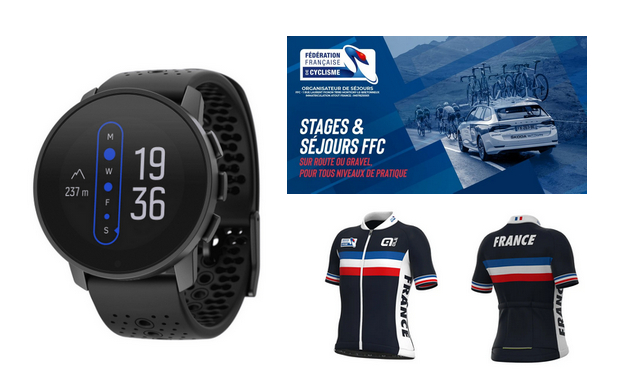 M
W
F
S
237 m
19
36
FÉDÉRATION
FRANÇAISE
DE CYCLISME
ORGANISATEUR DE SÉJOURS
STAGES &
SÉJOURS FFC
SUR ROUTE OU GRAVEL,
POUR TOUS NIVEAUX DE PRATIQUE
FRANCE
FRANCE
FRANCE